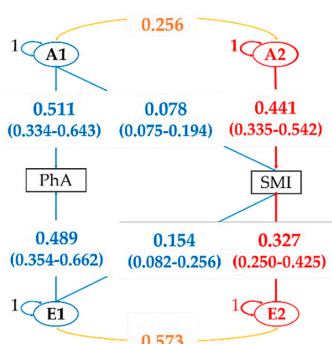 0.256
1 A1 1 A2
0.511 0.078 0.441
(0.334-0.643) (0.075-0.194) (0.335-0.542)
PhA SMI
0.489 0.154 0.327
(0.354-0.662) (0.082-0.256) (0.250-0.425)
1 E1 1 E2
0.573